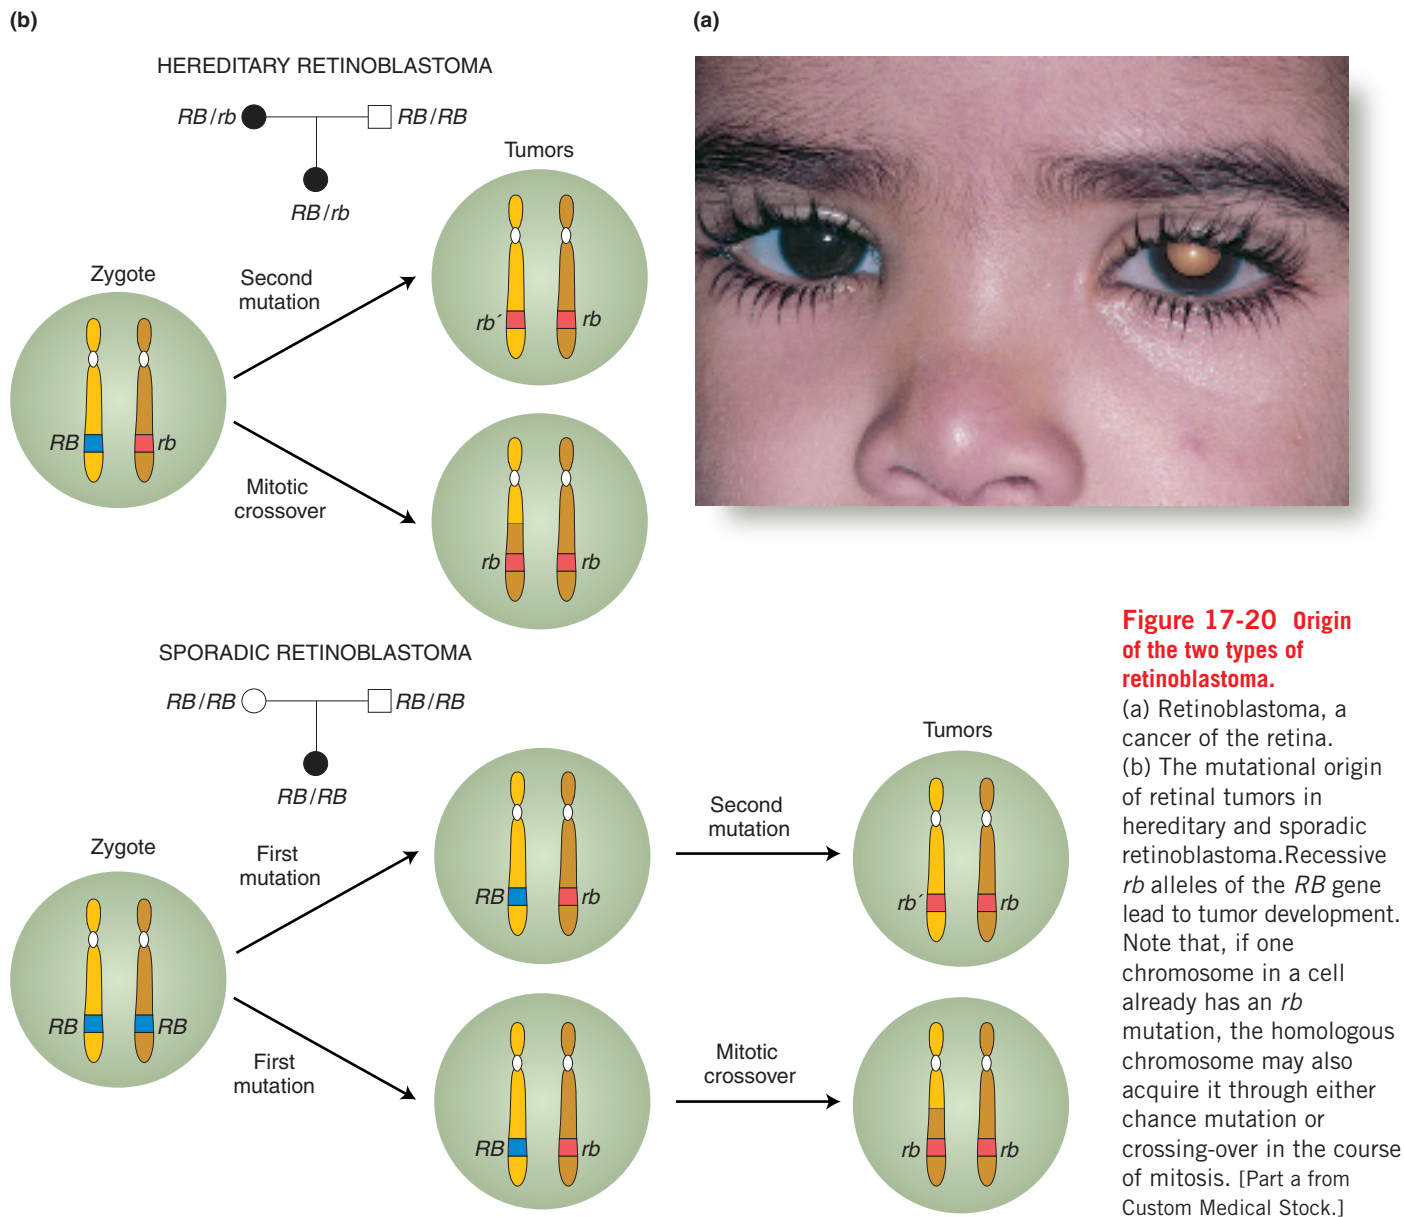 (b)
HEREDITARY RETINOBLASTOMA
RB/rb
RB/RB
RB/rb
Tumors
Zygote
Second
mutation
rb´
rb
RB
rb
Mitotic
crossover
rb
rb
SPORADIC RETINOBLASTOMA
RB/RB
RB/RB
RB/RB
Tumors
Zygote
First
mutation
Second
mutation
RB
rb
rb´
rb
RB
RB
First
mutation
Mitotic
crossover
RB
rb
rb
rb
(a)
Figure 17-20 Origin
of the two types of
retinoblastoma.
(a) Retinoblastoma, a
cancer of the retina.
(b) The mutational origin
of retinal tumors in
hereditary and sporadic
retinoblastoma.Recessive
rb alleles of the RB gene
lead to tumor development.
Note that, if one
chromosome in a cell
already has an rb
mutation, the homologous
chromosome may also
acquire it through either
chance mutation or
crossing-over in the course
of mitosis. [Part a from
Custom Medical Stock.]